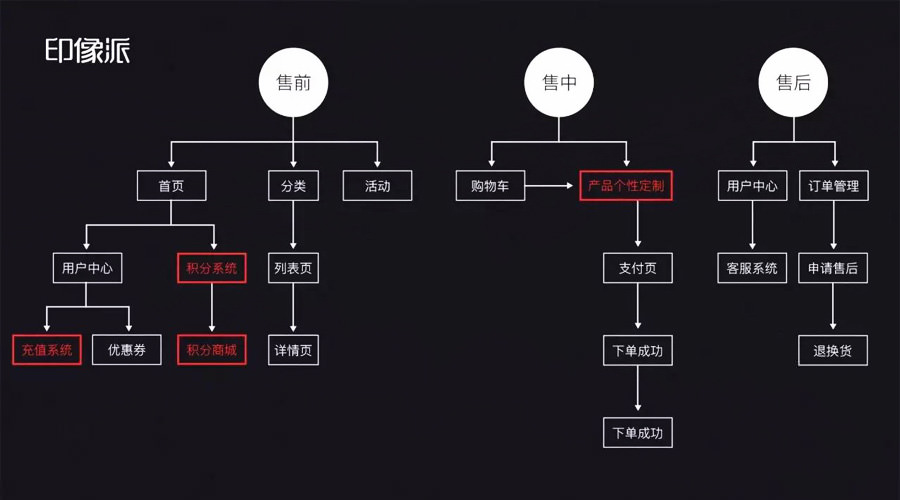 印像派
售前
售中
售后
首页
分类
活动
购物车
产品个性定制
用户中心
订单管理
用户中心
积分系统
列表页
支付页
客服系统
申请售后
充值系统
优惠券
积分商城
详情页
下单成功
退换货
下单成功